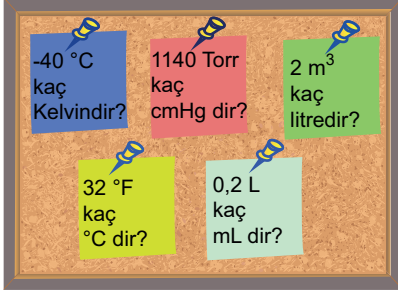 -40 °C
kaç
Kelvindir?
1140 Torr
kaç
cmHg dir?
2 m³
kaç
litredir?
32 °F
kaç
°C dir?
0,2 L
kaç
mL dir?